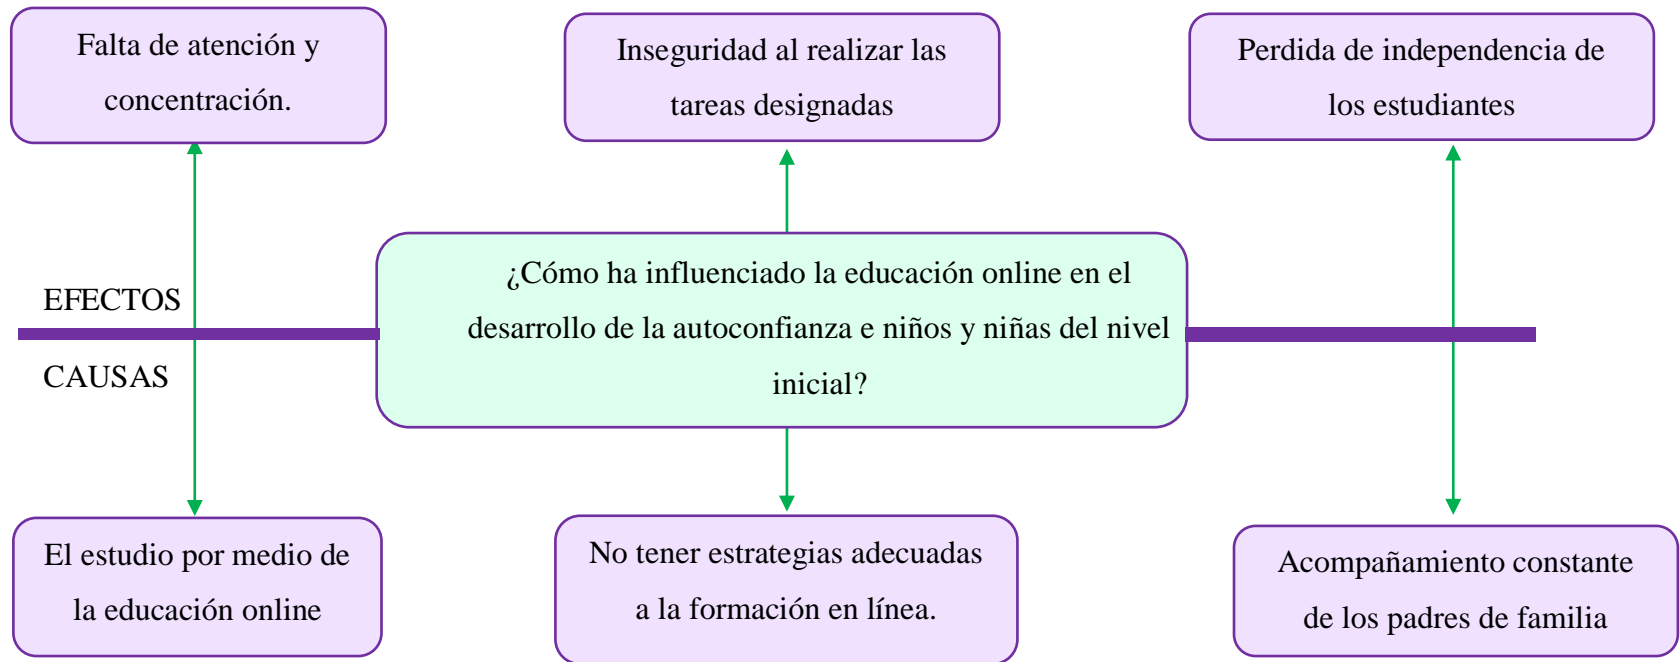 Falta de atención y
concentración.
Inseguridad al realizar las
tareas designadas
Perdida de independencia de
los estudiantes
¿Cómo ha influenciado la educación online en el
desarrollo de la autoconfianza e niños y niñas del nivel
inicial?
EFECTOS
CAUSAS
El estudio por medio de
la educación online
No tener estrategias adecuadas
a la formación en línea.
Acompañamiento constante
de los padres de familia